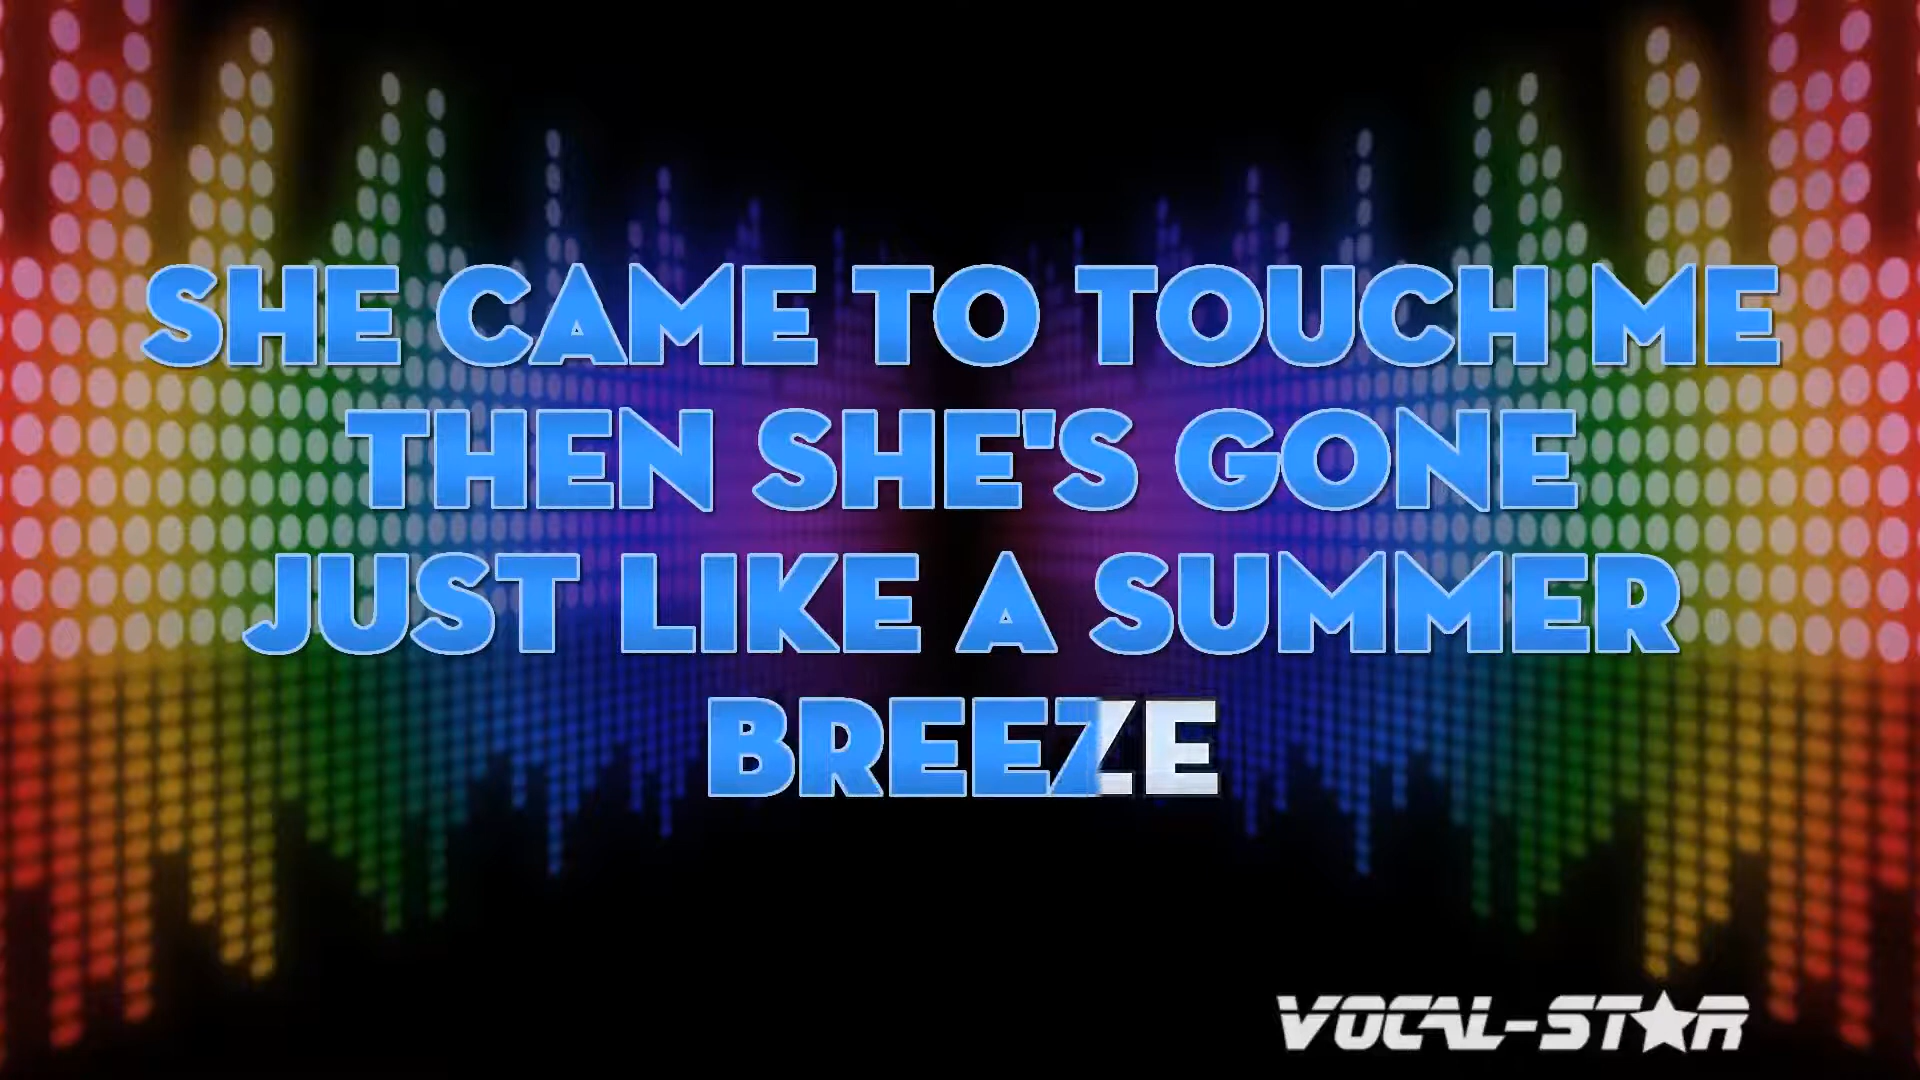 SHE CAME TO TOUCH ME
THEN SHE'S GONE
JUST LIKE A SUMMER
BREEZE
VOCAL-STAR